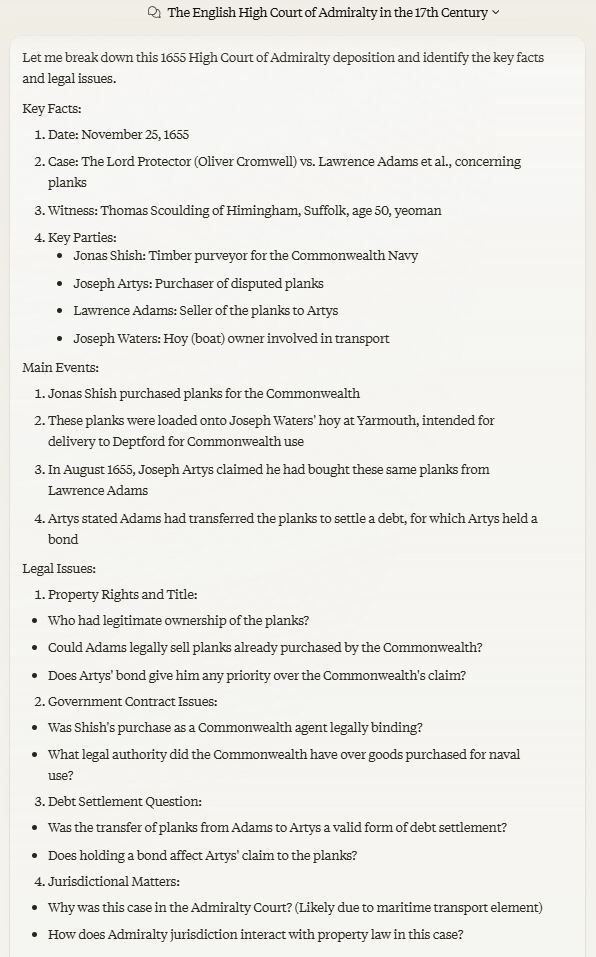 The English High Court of Admiralty in the 17th Century
Let me break down this 1655 High Court of Admiralty deposition and identify the key facts
and legal issues.
Key Facts:
1. Date: November 25, 1655
2. Case: The Lord Protector (Oliver Cromwell) vs. Lawrence Adams et al., concerning
planks
3. Witness: Thomas Scoulding of Himingham, Suffolk, age 50, yeoman
4. Key Parties:
• Jonas Shish: Timber purveyor for the Commonwealth Navy
• Joseph Artys: Purchaser of disputed planks
• Lawrence Adams: Seller of the planks to Artys
• Joseph Waters: Hoy (boat) owner involved in transport
Main Events:
1. Jonas Shish purchased planks for the Commonwealth
2. These planks were loaded onto Joseph Waters' hoy at Yarmouth, intended for
delivery to Deptford for Commonwealth use
3. In August 1655, Joseph Artys claimed he had bought these same planks from
Lawrence Adams
4. Artys stated Adams had transferred the planks to settle a debt, for which Artys held a
bond
Legal Issues:
1. Property Rights and Title:
• Who had legitimate ownership of the planks?
• Could Adams legally sell planks already purchased by the Commonwealth?
• Does Artys' bond give him any priority over the Commonwealth's claim?
2. Government Contract Issues:
• Was Shish's purchase as a Commonwealth agent legally binding?
• What legal authority did the Commonwealth have over goods purchased for naval
use?
3. Debt Settlement Question:
• Was the transfer of planks from Adams to Artys a valid form of debt settlement?
• Does holding a bond affect Artys' claim to the planks?
4. Jurisdictional Matters:
• Why was this case in the Admiralty Court? (Likely due to maritime transport element)
• How does Admiralty jurisdiction interact with property law in this case?